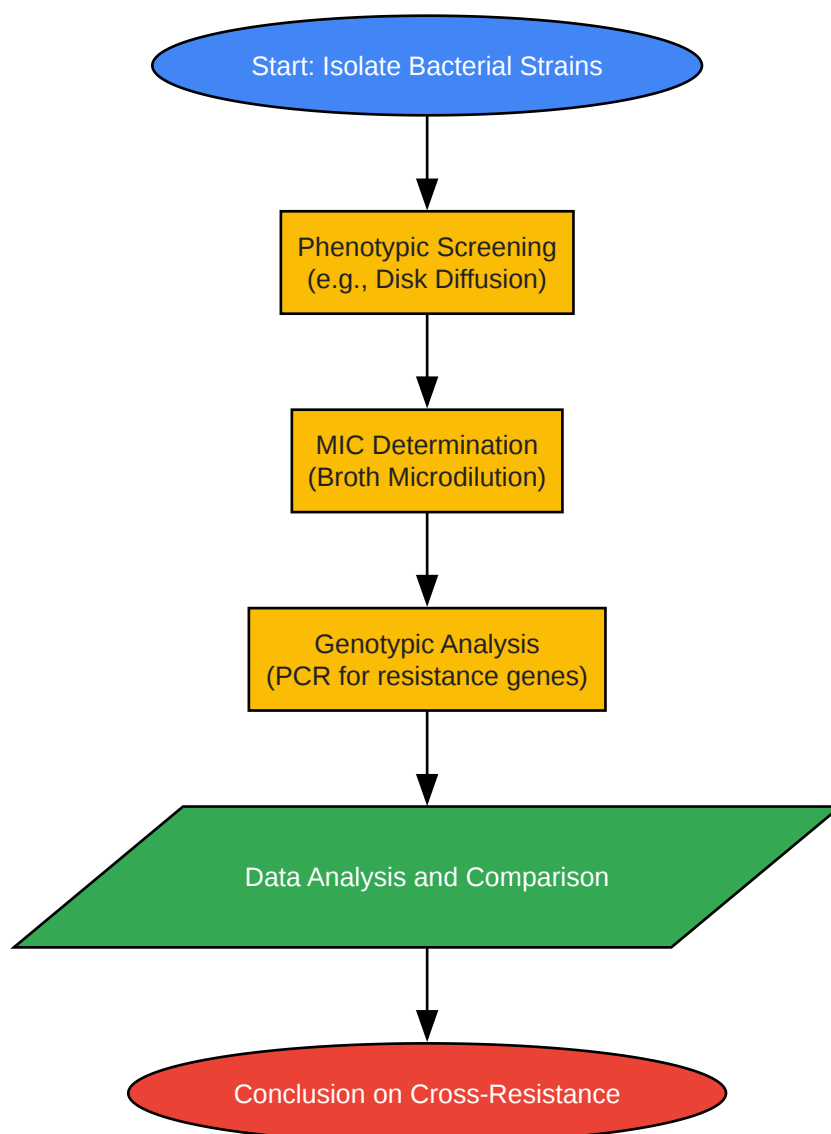 Start: Isolate Bacterial Strains
Phenotypic Screening
(e.g., Disk Diffusion)
MIC Determination
(Broth Microdilution)
Genotypic Analysis
(PCR for resistance genes)
Data Analysis and Comparison
Conclusion on Cross-Resistance